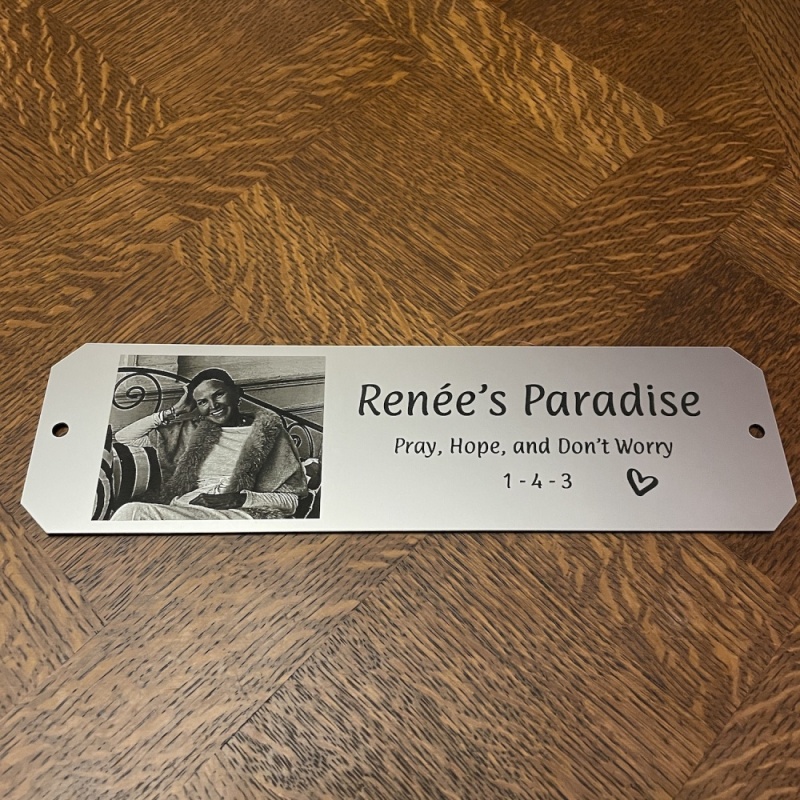 Renée’s Paradise
Pray, Hope, and Don’t Worry
1 - 4 - 3